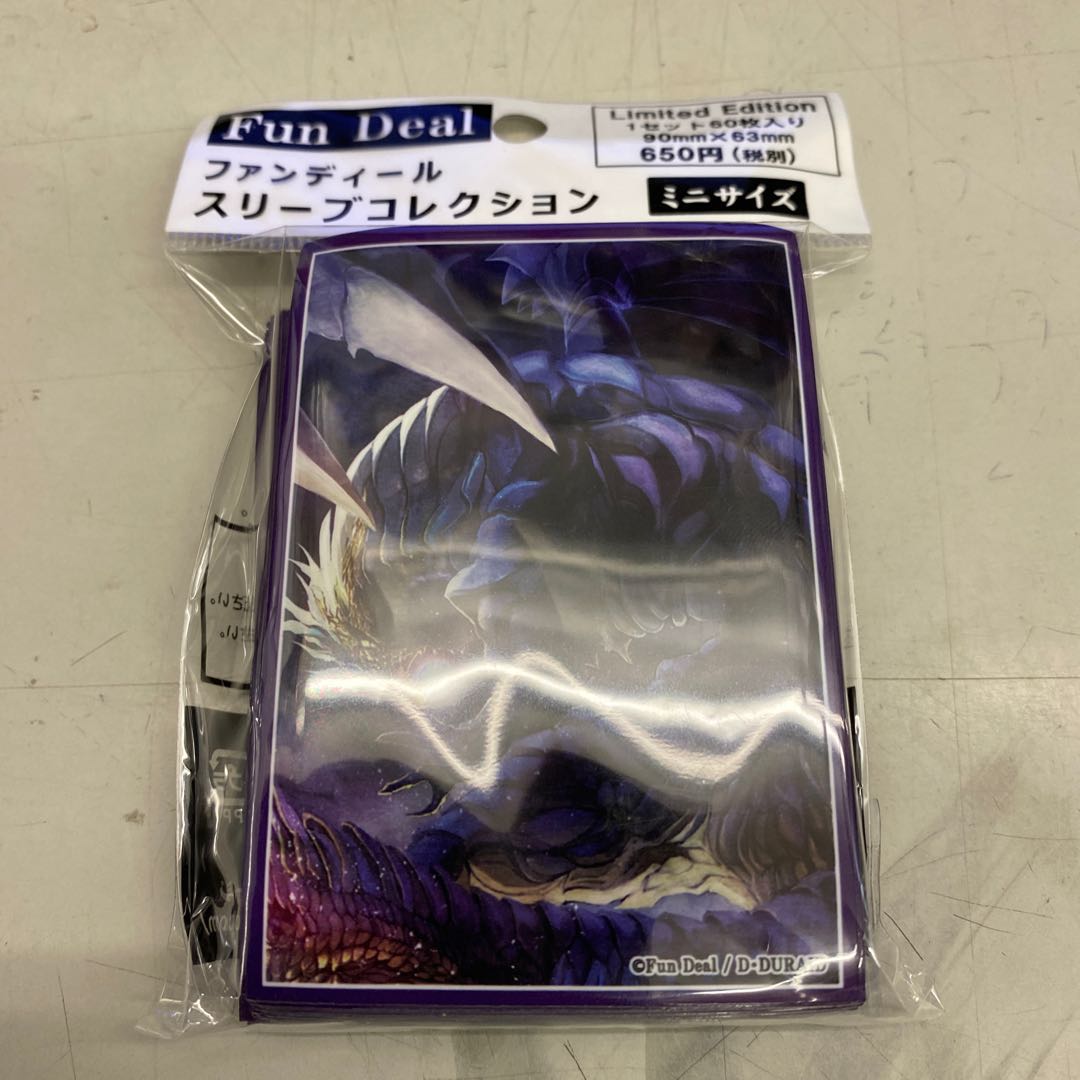 Fun Deal
ファンディール
スリーブコレクション
Limited Edition
1セット60枚入り
90mm×63mm
650円(税別)
ミニサイズ
©Fun Deal / D・DURAID